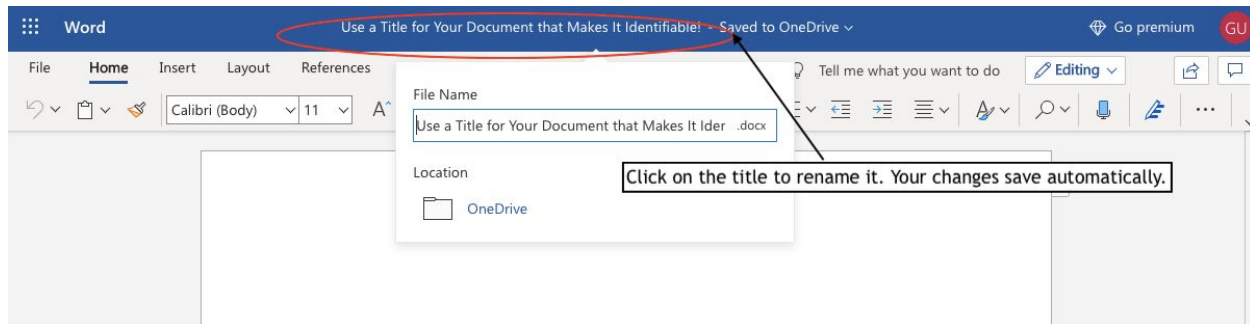 Word
Use a Title for Your Document that Makes It Identifiable! - Saved to OneDrive
Go premium
GU
File Home Insert Layout References
Tell me what you want to do
Editing
Calibri (Body) 11 A^
File Name
Use a Title for Your Document that Makes It Ider .docx
Location
OneDrive
Click on the title to rename it. Your changes save automatically.